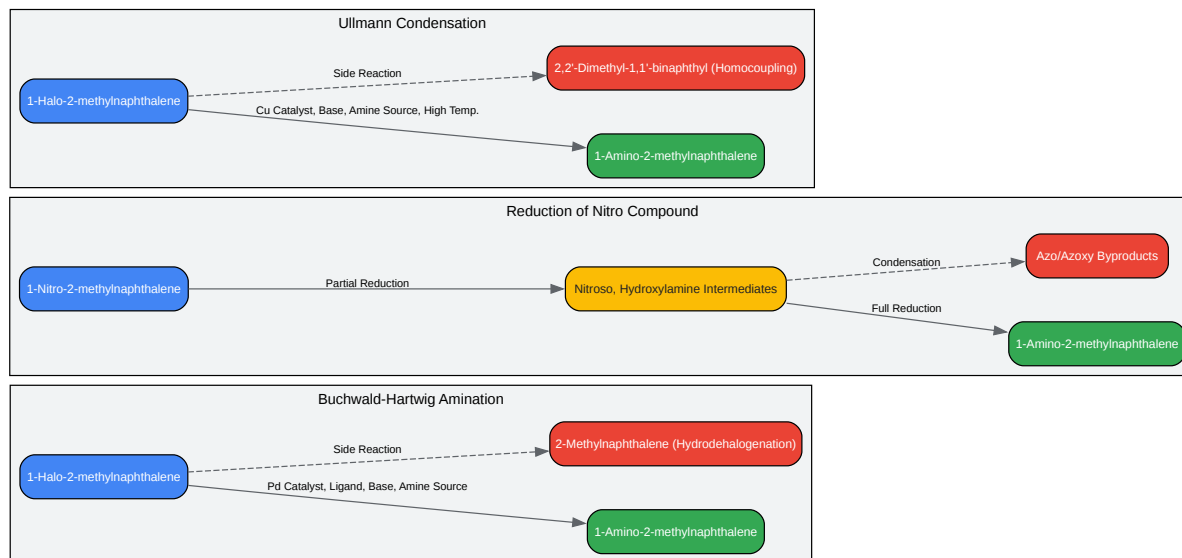 Ullmann Condensation
2,2'-Dimethyl-1,1'-binaphthyl (Homocoupling)
Side Reaction
1-Halo-2-methylnaphthalene
Cu Catalyst, Base, Amine Source, High Temp.
1-Amino-2-methylnaphthalene
Reduction of Nitro Compound
Azo/Azoxy Byproducts
Condensation
1-Nitro-2-methylnaphthalene
Partial Reduction
Nitroso, Hydroxylamine Intermediates
Full Reduction
1-Amino-2-methylnaphthalene
Buchwald-Hartwig Amination
2-Methylnaphthalene (Hydrodehalogenation)
Side Reaction
1-Halo-2-methylnaphthalene
Pd Catalyst, Ligand, Base, Amine Source
1-Amino-2-methylnaphthalene